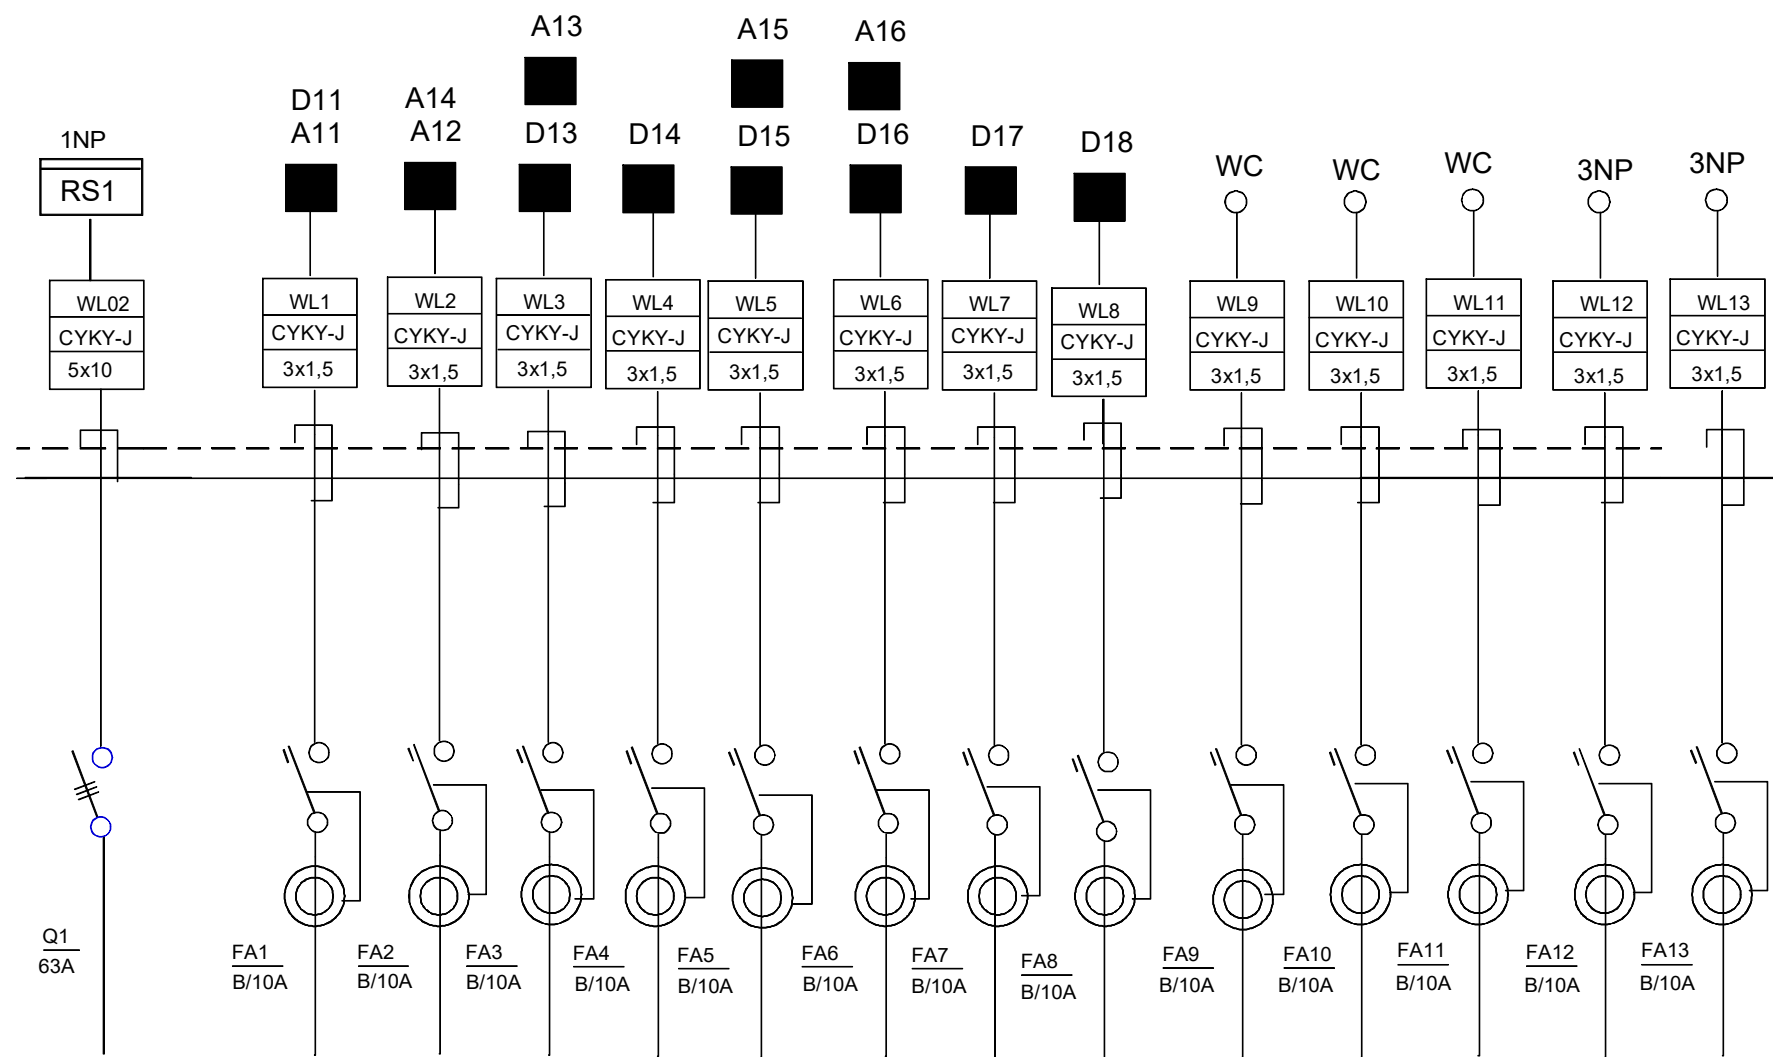 A13
A15
A16
D11
A14
1NP
A11
A12
D13
D14
D15
D16
D17
D18
WC
WC
WC
3NP
3NP
RS1
WL02
CYKY-J
5x10
WL1
CYKY-J
3x1,5
WL2
CYKY-J
3x1,5
WL3
CYKY-J
3x1,5
WL4
CYKY-J
3x1,5
WL5
CYKY-J
3x1,5
WL6
CYKY-J
3x1,5
WL7
CYKY-J
3x1,5
WL8
CYKY-J
3x1,5
WL9
CYKY-J
3x1,5
WL10
CYKY-J
3x1,5
WL11
CYKY-J
3x1,5
WL12
CYKY-J
3x1,5
WL13
CYKY-J
3x1,5
Q1
63A
FA1
B/10A
FA2
B/10A
FA3
B/10A
FA4
B/10A
FA5
B/10A
FA6
B/10A
FA7
B/10A
FA8
B/10A
FA9
B/10A
FA10
B/10A
FA11
B/10A
FA12
B/10A
FA13
B/10A